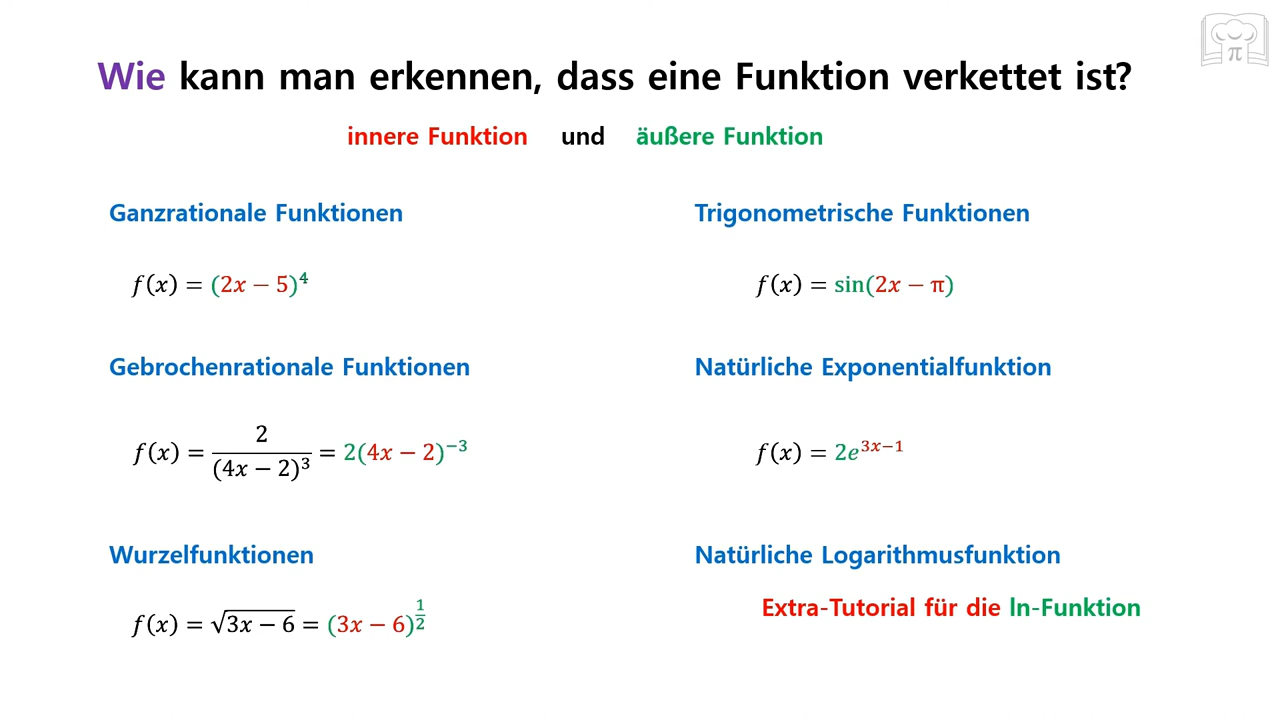 Wie kann man erkennen, dass eine Funktion verkettet ist?
innere Funktion und äußere Funktion
Ganzrationale Funktionen
f(x) = (2x − 5)⁴
Gebrochenrationale Funktionen
f(x) = 2/(4x − 2)³ = 2(4x − 2)⁻³
Wurzelfunktionen
f(x) = √(3x − 6) = (3x − 6)^(1/2)
Trigonometrische Funktionen
f(x) = sin(2x − π)
Natürliche Exponentialfunktion
f(x) = 2e^(3x−1)
Natürliche Logarithmusfunktion
Extra-Tutorial für die ln-Funktion
π